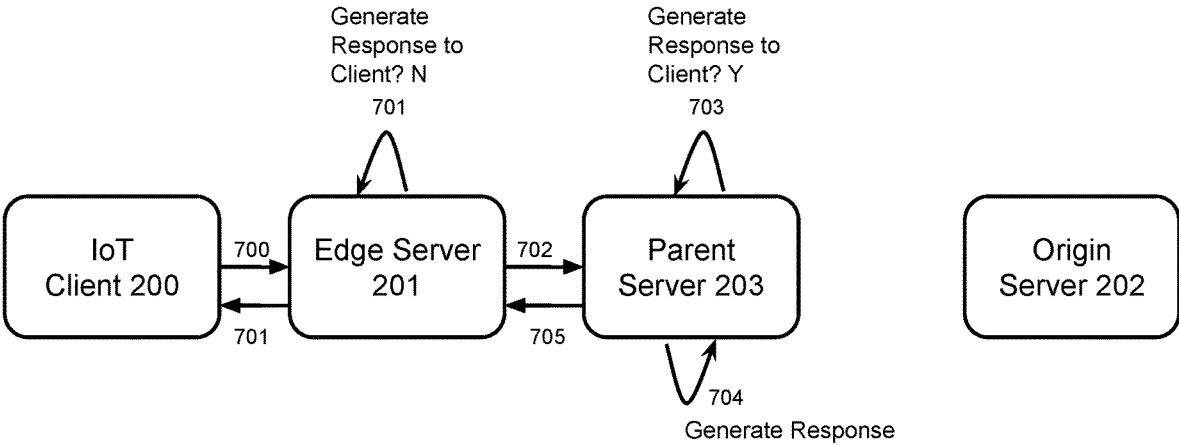 Generate
Response to
Client? N
701
Generate
Response to
Client? Y
703
IoT
Client 200
700
701
Edge Server
201
702
705
Parent
Server 203
Origin
Server 202
704
Generate Response